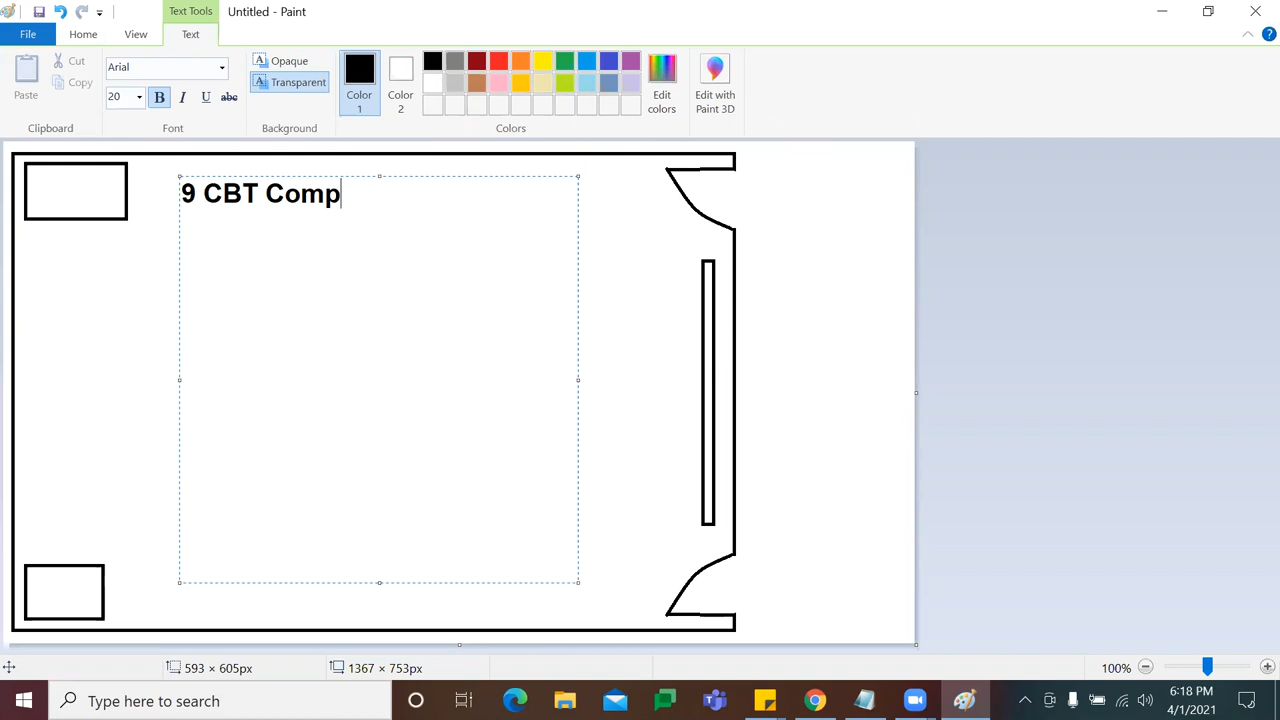 Text Tools
Untitled - Paint
File
Home
View
Text
Paste
Cut
Copy
Clipboard
Arial
20
B I U abc
Font
Opaque
Transparent
Background
Color 1
Color 2
Edit colors
Colors
Edit with Paint 3D
9 CBT Comp
593 × 605px
1367 × 753px
100%
Type here to search
6:18 PM
4/1/2021